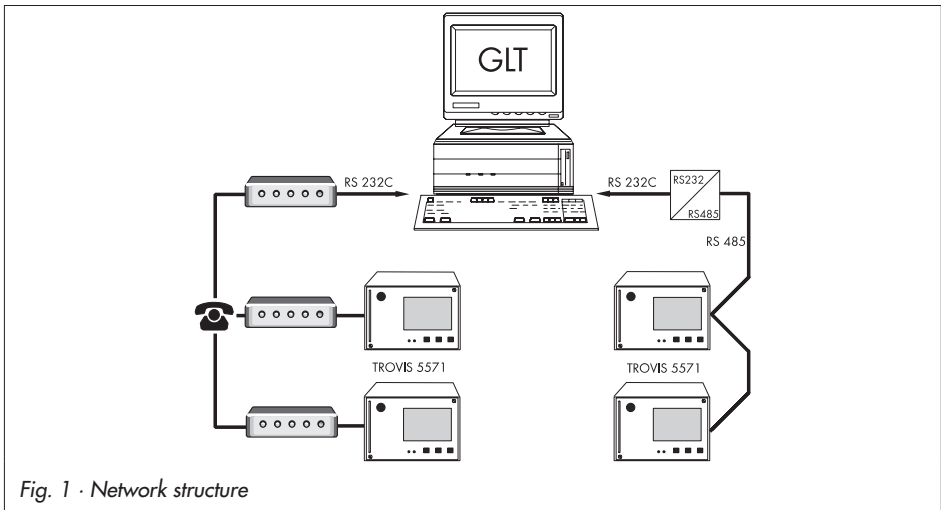 GLT
RS 232C
RS 232C
RS232
RS485
RS 485
TROVIS 5571
TROVIS 5571
Fig. 1 · Network structure